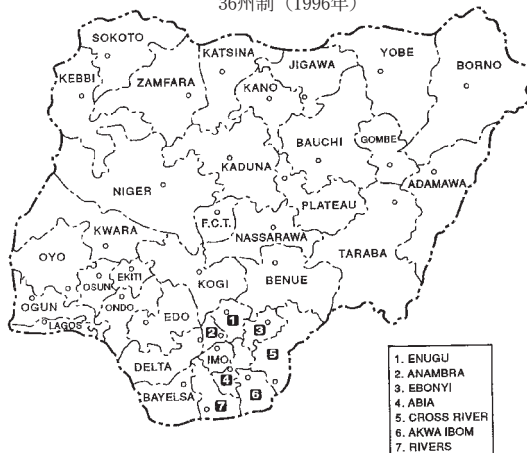 36州制（1996年）
SOKOTO
KATSINA
YOBE
BORNO
KEBBI
ZAMFARA
JIGAWA
KANO
BAUCHI
GOMBE
KADUNA
ADAMAWA
NIGER
PLATEAU
F.C.T.
NASSARAWA
TARABA
KWARA
OYO
KOGI
BENUE
OSUN
EKITI
OGUN
ONDO
EDO
LAGOS
1
2
3
IMO
5
DELTA
4
BAYELSA
6
7
1. ENUGU
2. ANAMBRA
3. EBONYI
4. ABIA
5. CROSS RIVER
6. AKWA IBOM
7. RIVERS